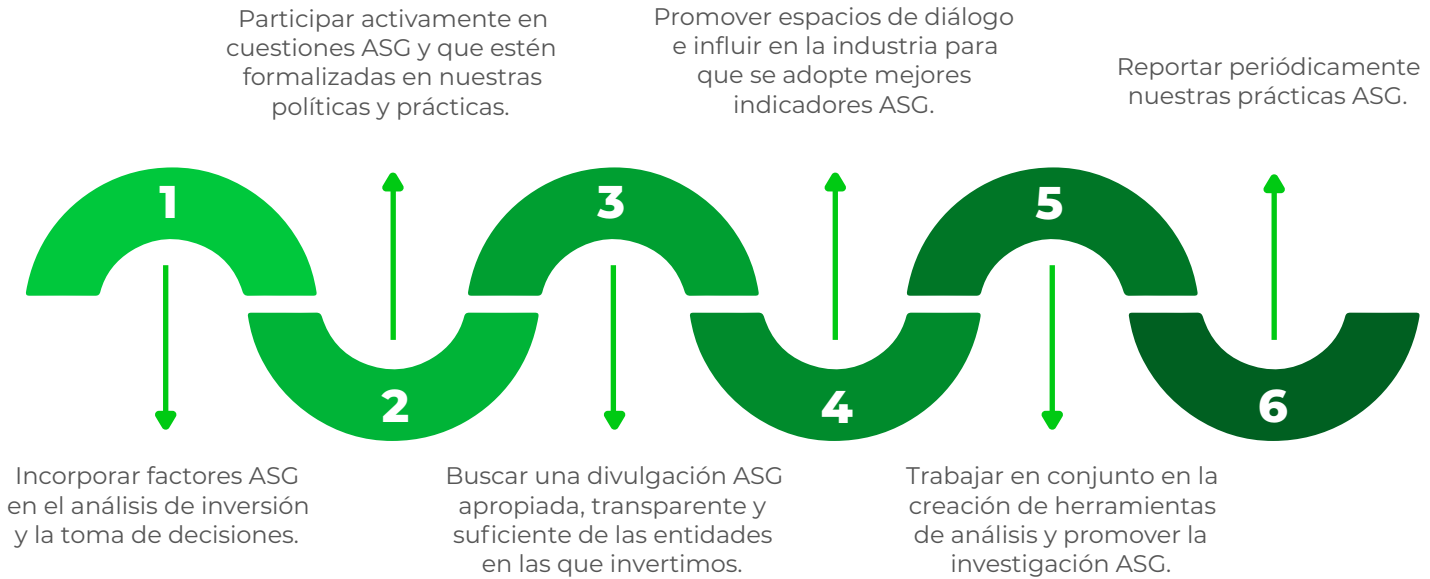 1
Incorporar factores ASG
en el análisis de inversión
y la toma de decisiones.
2
Participar activamente en
cuestiones ASG y que estén
formalizadas en nuestras
políticas y prácticas.
3
Buscar una divulgación ASG
apropiada, transparente y
suficiente de las entidades
en las que invertimos.
4
Promover espacios de diálogo
e influir en la industria para
que se adopte mejores
indicadores ASG.
5
Trabajar en conjunto en la
creación de herramientas
de análisis y promover la
investigación ASG.
6
Reportar periódicamente
nuestras prácticas ASG.